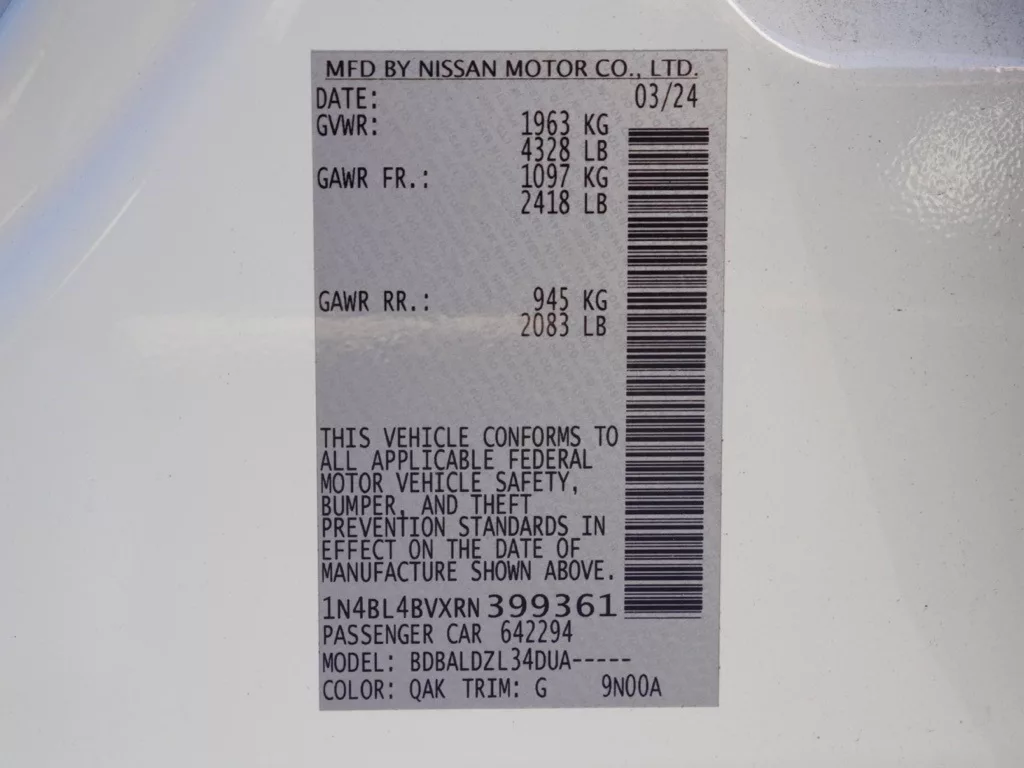 MFD BY NISSAN MOTOR CO., LTD.
DATE: 03/24
GVWR: 1963 KG
4328 LB
GAWR FR.: 1097 KG
2418 LB
GAWR RR.: 945 KG
2083 LB
THIS VEHICLE CONFORMS TO
ALL APPLICABLE FEDERAL
MOTOR VEHICLE SAFETY,
BUMPER, AND THEFT
PREVENTION STANDARDS IN
EFFECT ON THE DATE OF
MANUFACTURE SHOWN ABOVE.
1N4BL4BVXRN399361
PASSENGER CAR 642294
MODEL: BDBALDZL34DUA-----
COLOR: QAK TRIM: G 9N00A